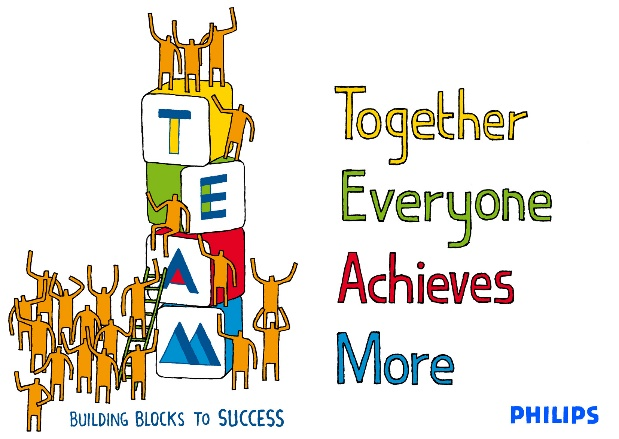 T
E
A
M
BUILDING BLOCKS TO SUCCESS
Together
Everyone
Achieves
More
PHILIPS